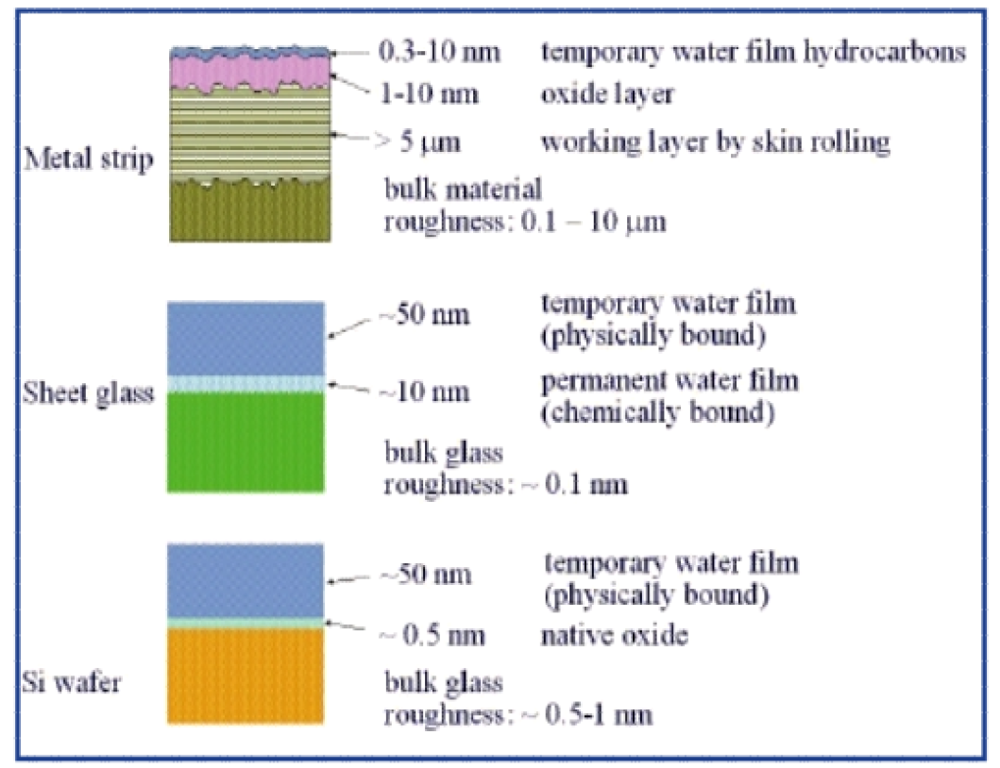 0.3-10 nm temporary water film hydrocarbons
1-10 nm oxide layer
> 5 μm working layer by skin rolling
Metal strip
bulk material
roughness: 0.1 – 10 μm
~50 nm temporary water film
(physically bound)
Sheet glass
~10 nm permanent water film
(chemically bound)
bulk glass
roughness: ~ 0.1 nm
~50 nm temporary water film
(physically bound)
~ 0.5 nm native oxide
Si wafer
bulk glass
roughness: ~ 0.5-1 nm